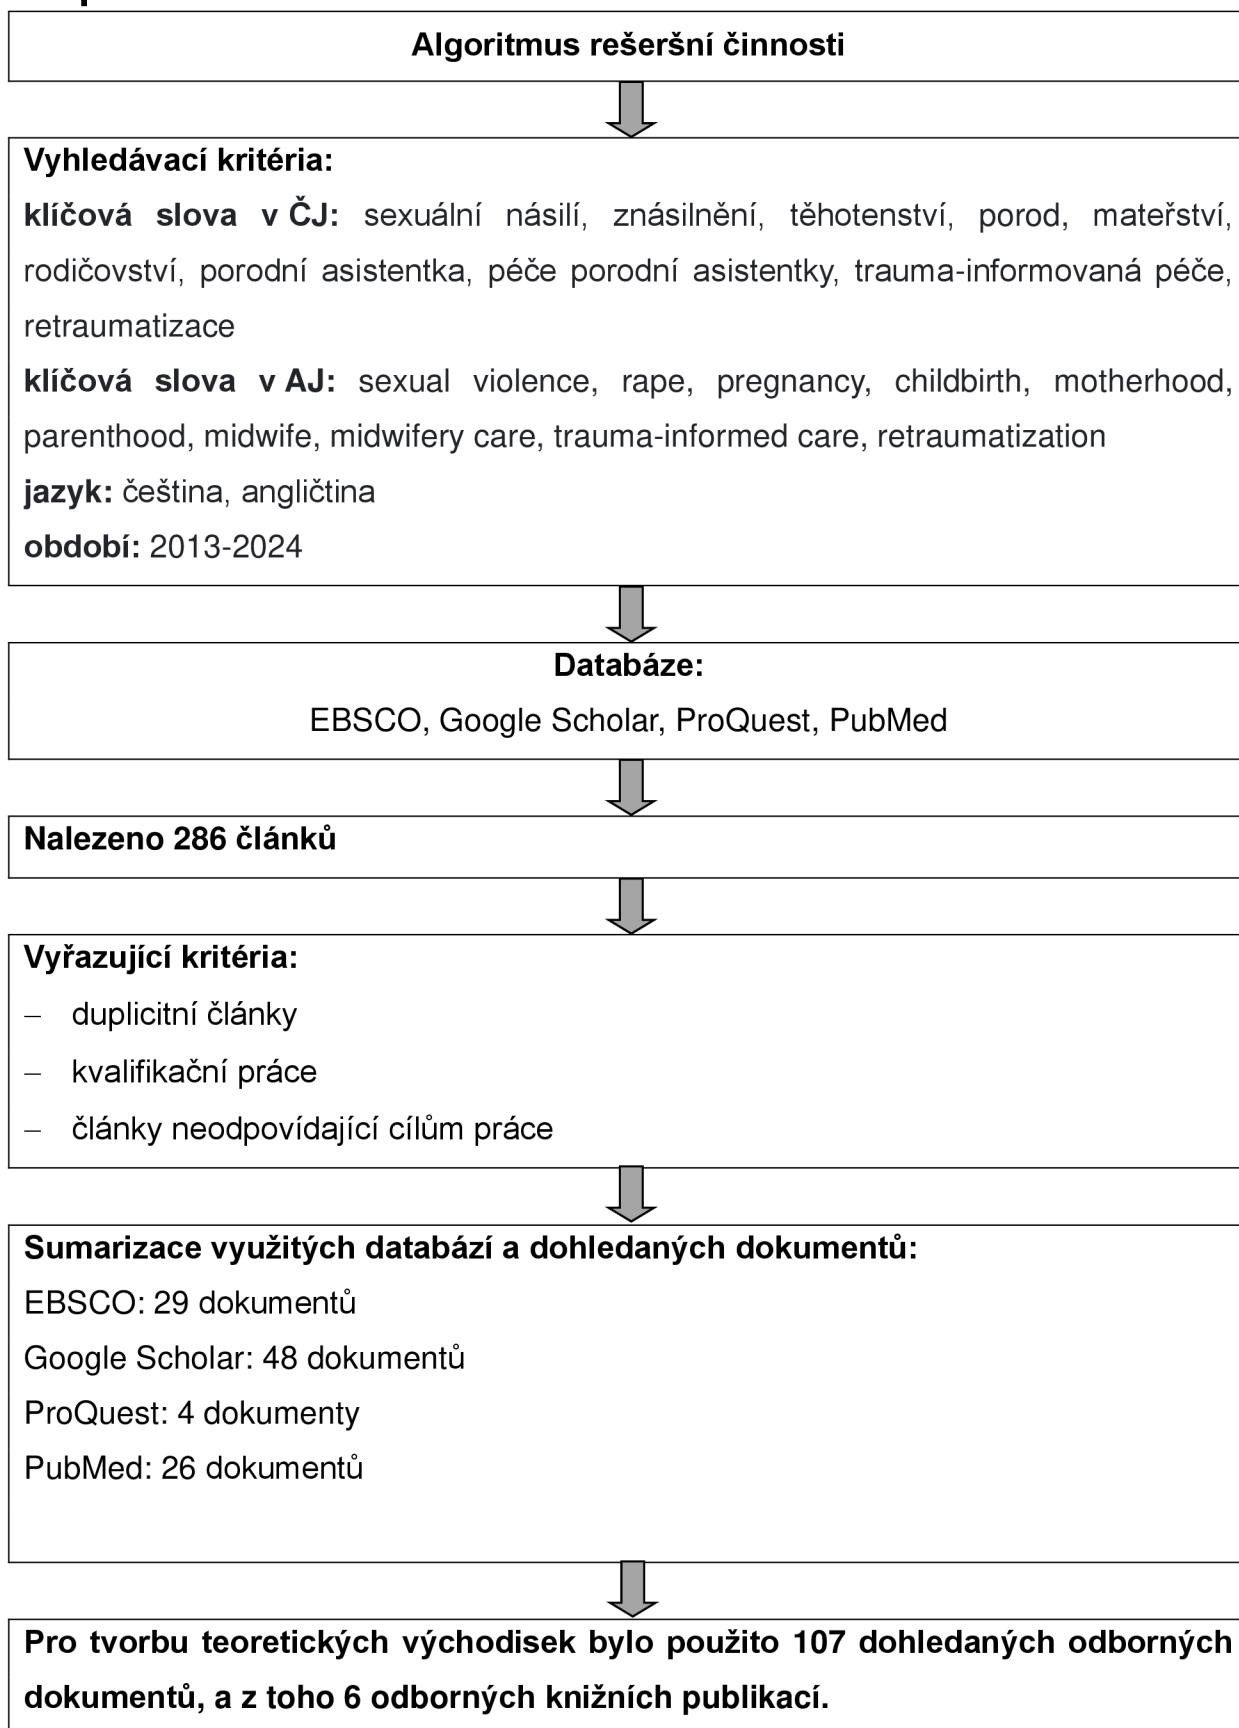 Algoritmus rešeršní činnosti
Vyhledávací kritéria:
klíčová slova v ČJ: sexuální násilí, znásilnění, těhotenství, porod, mateřství,
rodičovství, porodní asistentka, péče porodní asistentky, trauma-informovaná péče,
retraumatizace
klíčová slova v AJ: sexual violence, rape, pregnancy, childbirth, motherhood,
parenthood, midwife, midwifery care, trauma-informed care, retraumatization
jazyk: čeština, angličtina
období: 2013-2024
Databáze:
EBSCO, Google Scholar, ProQuest, PubMed
Nalezeno 286 článků
Vyřazující kritéria:
– duplicitní články
– kvalifikační práce
– články neodpovídající cílům práce
Sumarizace využitých databází a dohledaných dokumentů:
EBSCO: 29 dokumentů
Google Scholar: 48 dokumentů
ProQuest: 4 dokumenty
PubMed: 26 dokumentů
Pro tvorbu teoretických východisek bylo použito 107 dohledaných odborných
dokumentů, a z toho 6 odborných knižních publikací.